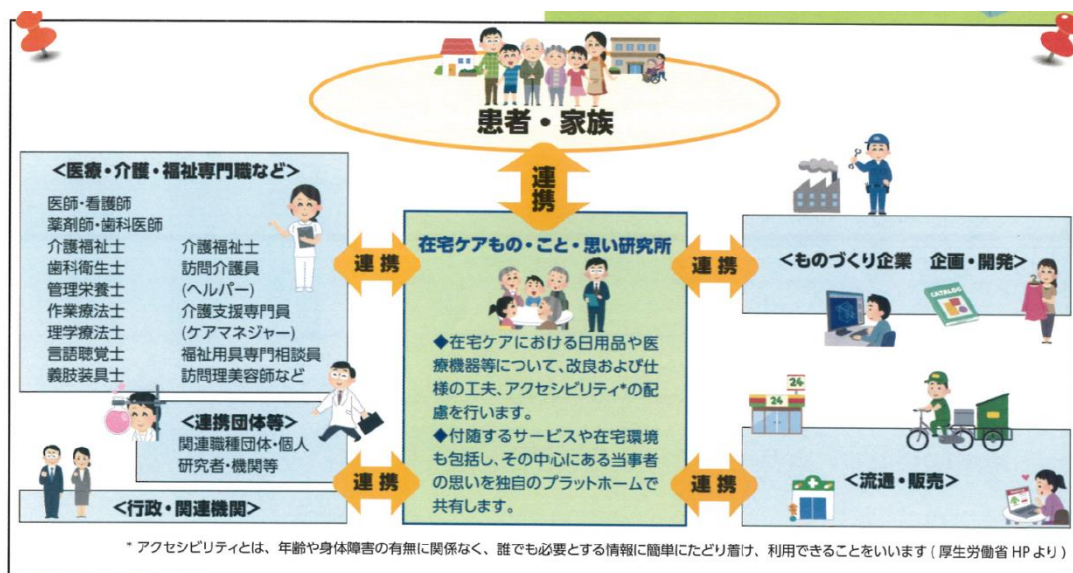 患者・家族
連携
<医療・介護・福祉専門職など>
医師・看護師
薬剤師・歯科医師
介護福祉士 介護福祉士
歯科衛生士 訪問介護員
管理栄養士 (ヘルパー)
作業療法士 介護支援専門員
理学療法士 (ケアマネジャー)
言語聴覚士 福祉用具専門相談員
義肢装具士 訪問理美容師など
連携
<連携団体等>
関連職種団体・個人
研究者・機関等
<行政・関連機関>
連携
在宅ケアもの・こと・思い研究所
◆在宅ケアにおける日用品や医
療機器等について、改良および仕
様の工夫、アクセシビリティ*の配
慮を行います。
◆付随するサービスや在宅環境
も包括し、その中心にある当事者
の思いを独自のプラットホームで
共有します。
連携
<ものづくり企業 企画・開発>
CATALOG
連携
24
24
<流通・販売>
* アクセシビリティとは、年齢や身体障害の有無に関係なく、誰でも必要とする情報に簡単にたどり着け、利用できることをいいます ( 厚生労働省 HP より )